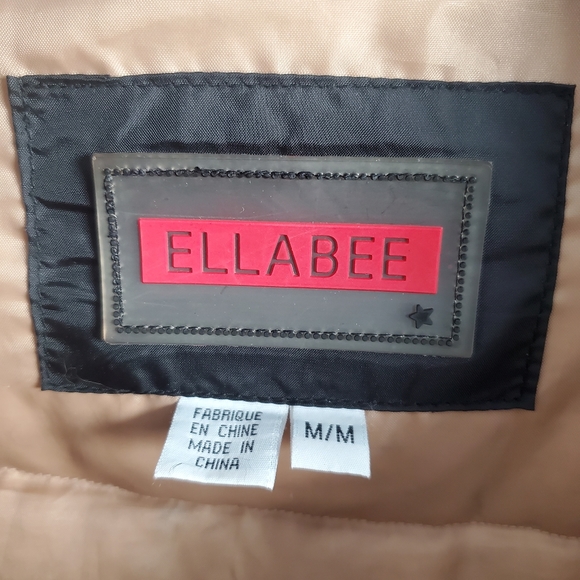 ELLABEE
FABRIQUE
EN CHINE
MADE IN
CHINA
M/M